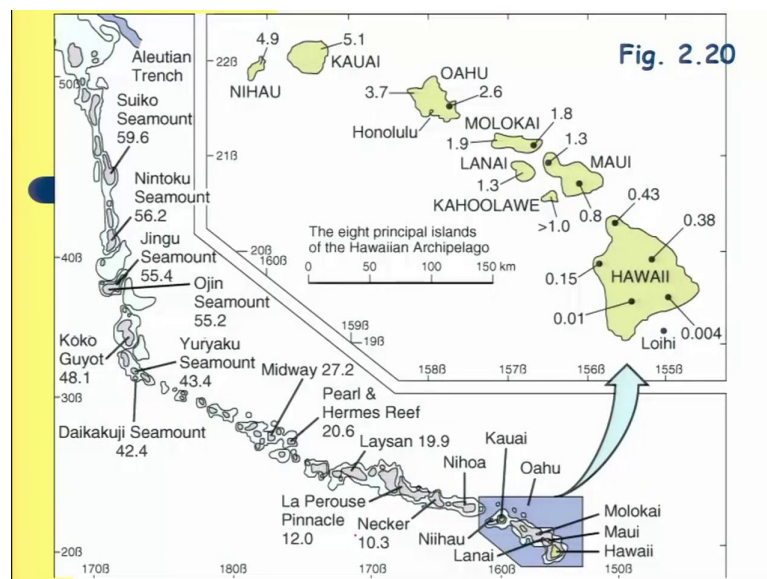 Fig. 2.20
Aleutian
Trench
50ß
Suiko
Seamount
59.6
Nintoku
Seamount
56.2
Jingu
Seamount
55.4
40ß
Ojin
Seamount
55.2
Koko
Guyot
48.1
Yuryaku
Seamount
43.4
30ß
Daikakuji Seamount
42.4
Midway 27.2
Pearl &
Hermes Reef
20.6
Laysan 19.9
La Perouse
Pinnacle
12.0
Necker
10.3
Nihoa
Kauai
Oahu
Niihau
Lanai
Molokai
Maui
Hawaii
20ß
170ß
180ß
170ß
160ß
150ß
4.9
NIHAU
5.1
KAUAI
22ß
OAHU
3.7
2.6
Honolulu
MOLOKAI
1.8
1.9
1.3
LANAI
1.3
MAUI
0.8
KAHOOLAWE
>1.0
21ß
The eight principal islands
of the Hawaiian Archipelago
0 50 100 150 km
20ß
160ß
159ß
19ß
158ß
157ß
156ß
155ß
0.43
0.38
0.15
HAWAII
0.01
0.004
Loihi